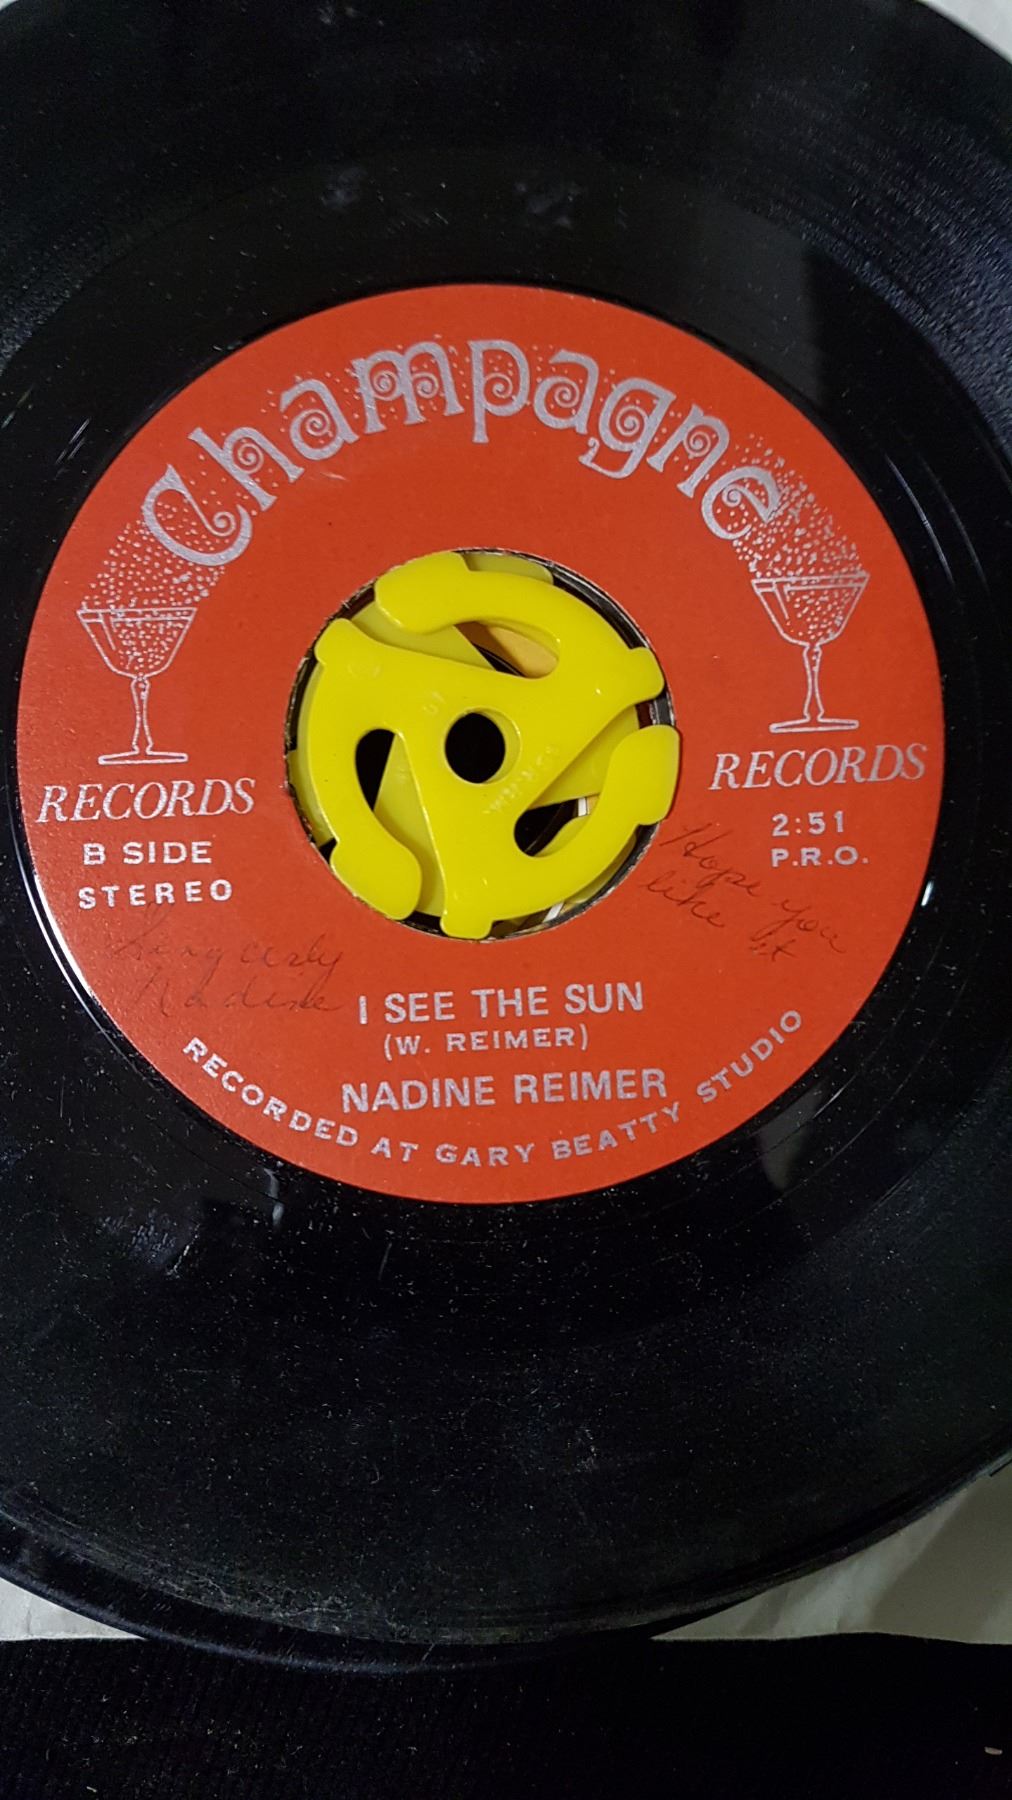 Champagne
RECORDS
RECORDS
B SIDE
STEREO
2:51
P.R.O.
Hope you
like it
Nadine
I SEE THE SUN
(W. REIMER)
NADINE REIMER
RECORDED AT GARY BEATTY STUDIO